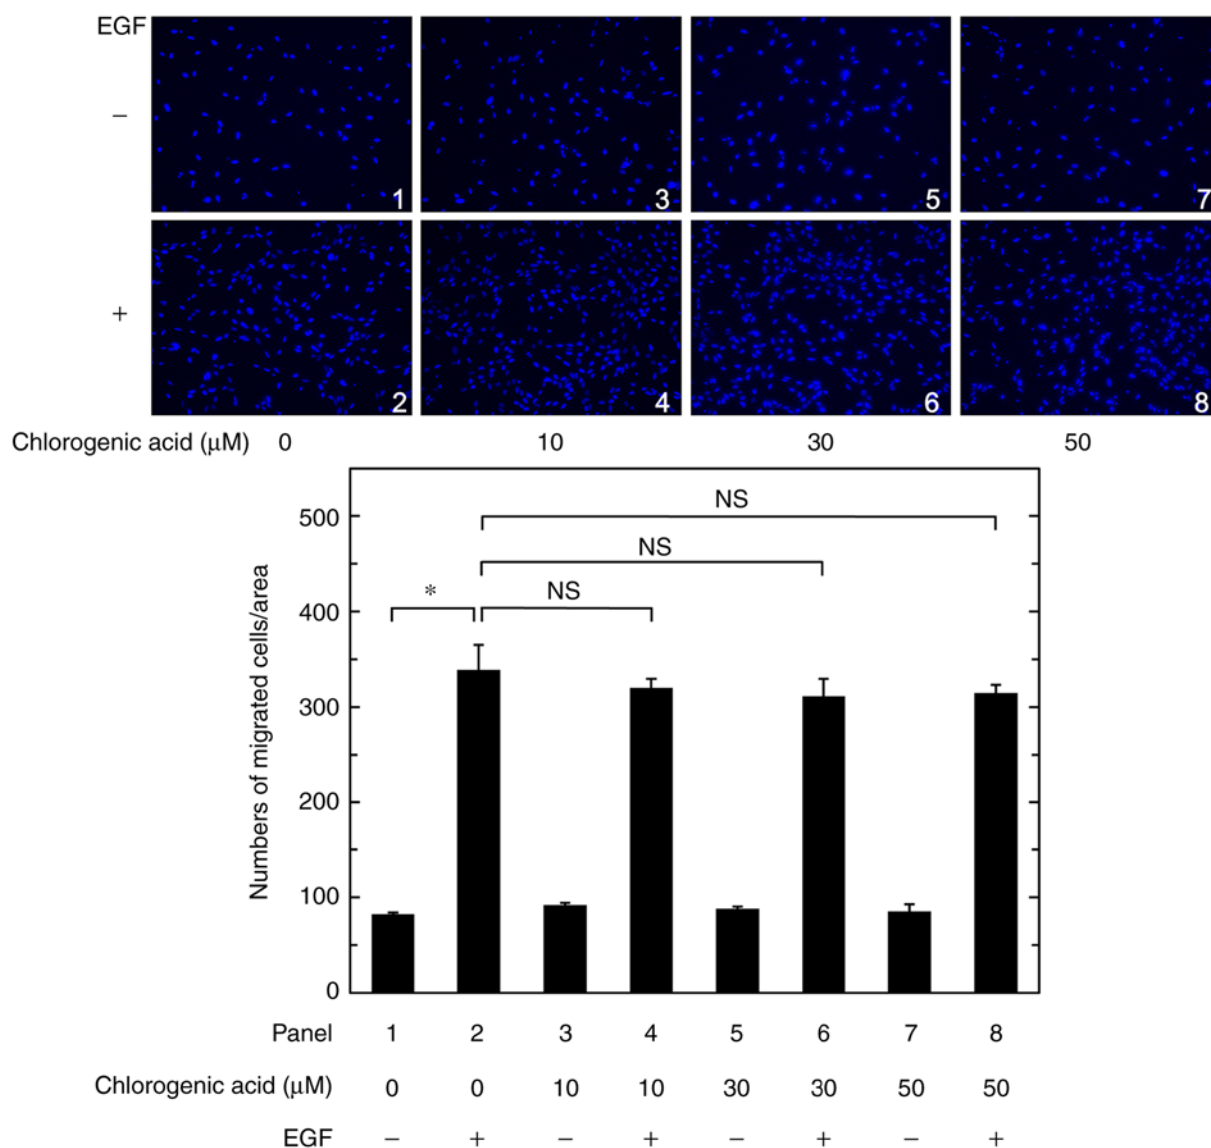 EGF
−
1 3 5 7
+
2 4 6 8
Chlorogenic acid (μM) 0 10 30 50
NS
NS
* NS
500
400
300
200
100
0
Numbers of migrated cells/area
Panel 1 2 3 4 5 6 7 8
Chlorogenic acid (μM) 0 0 10 10 30 30 50 50
EGF − + − + − + − +